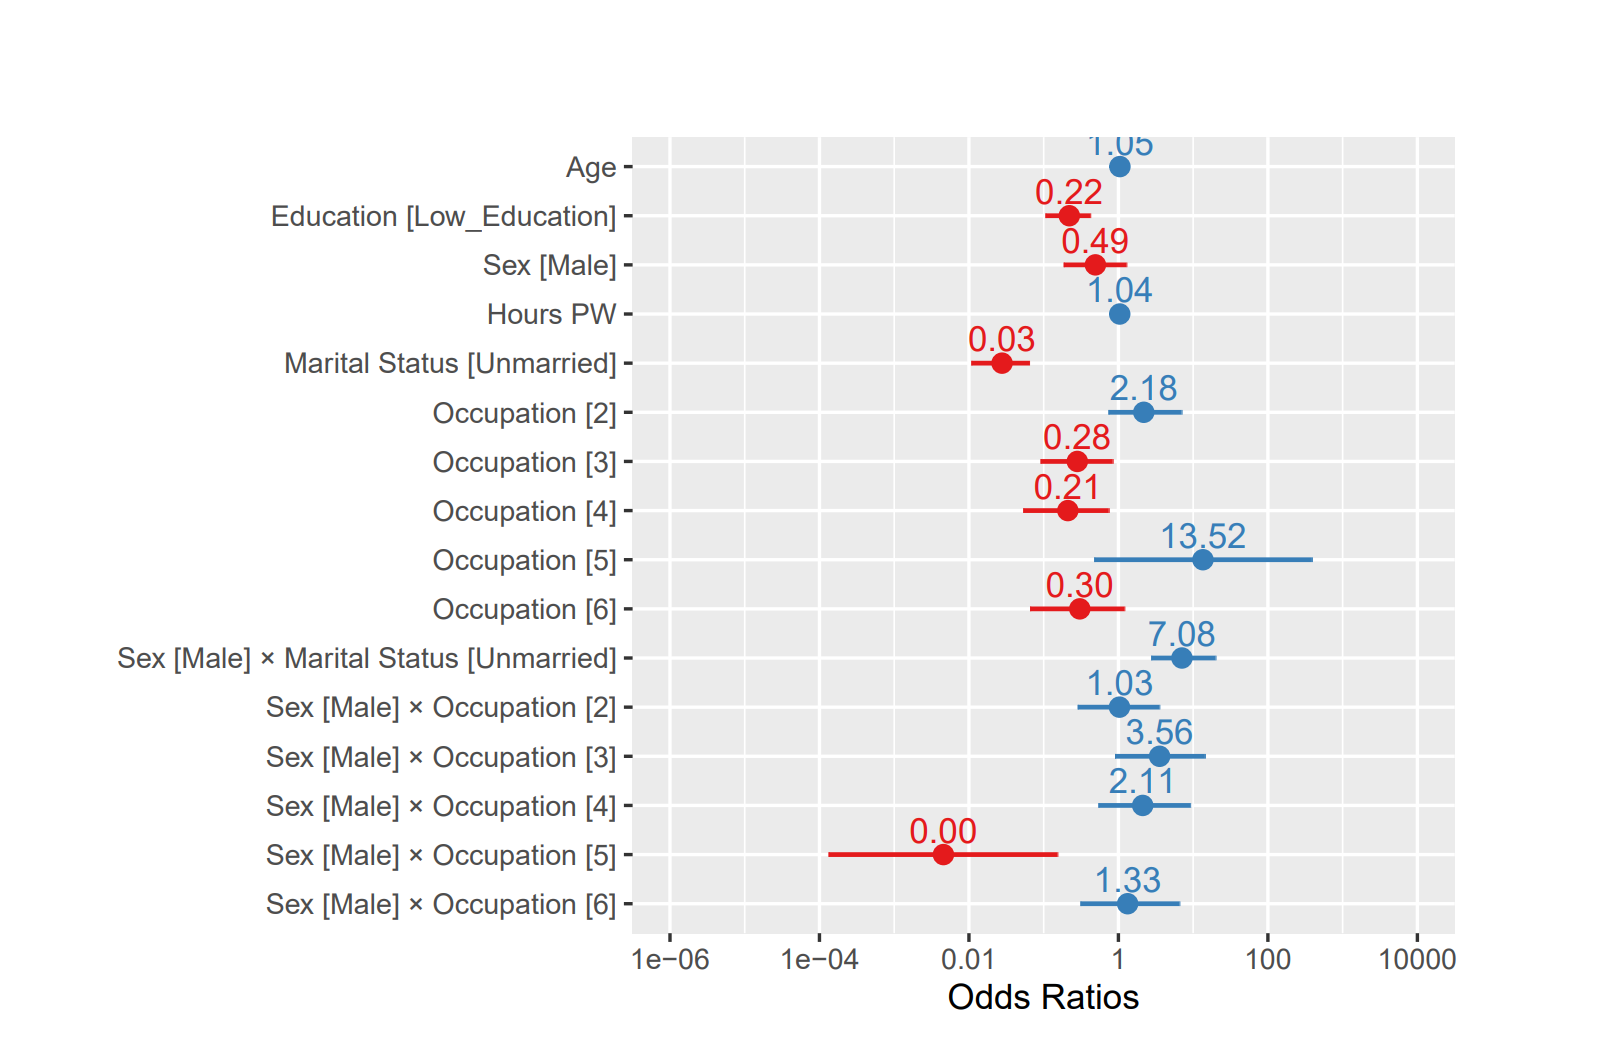 1.05
Age
0.22
Education [Low_Education]
0.49
Sex [Male]
1.04
Hours PW
0.03
Marital Status [Unmarried]
2.18
Occupation [2]
0.28
Occupation [3]
0.21
Occupation [4]
13.52
Occupation [5]
0.30
Occupation [6]
7.08
Sex [Male] × Marital Status [Unmarried]
1.03
Sex [Male] × Occupation [2]
3.56
Sex [Male] × Occupation [3]
2.11
Sex [Male] × Occupation [4]
0.00
Sex [Male] × Occupation [5]
1.33
Sex [Male] × Occupation [6]
1e−06 1e−04 0.01 1 100 10000
Odds Ratios